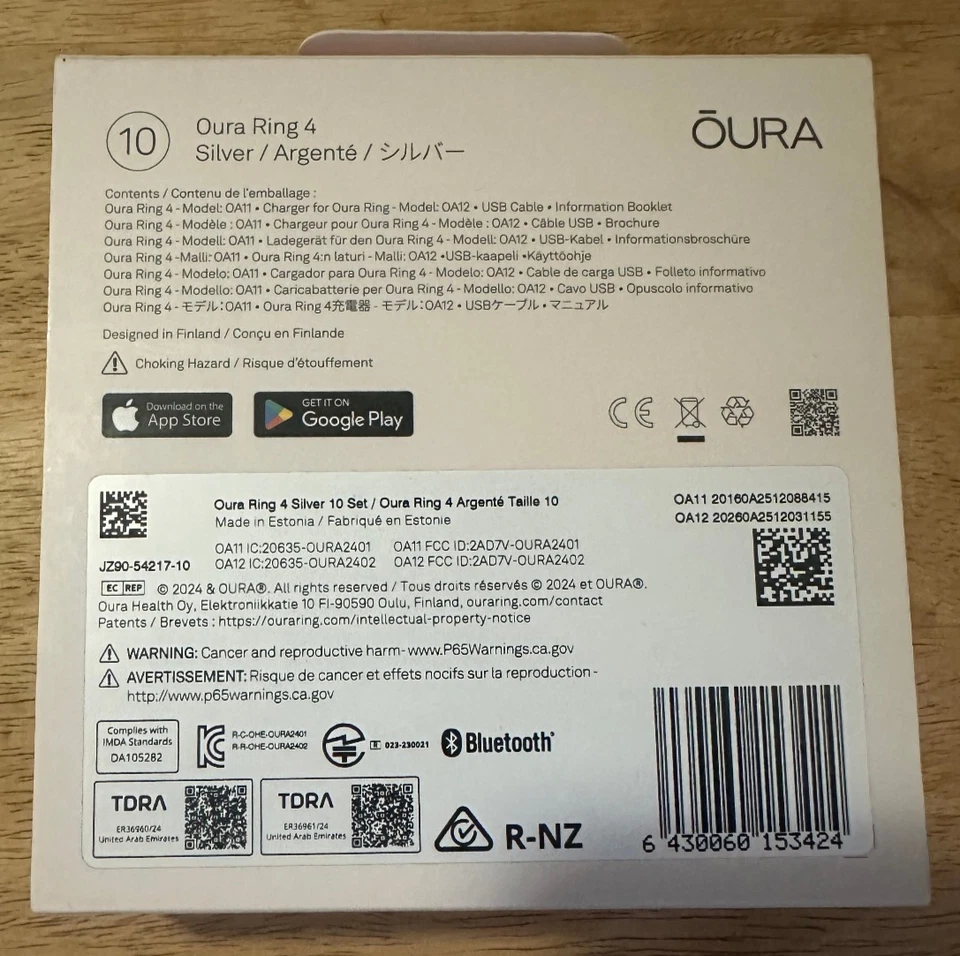 10
Oura Ring 4
Silver / Argenté / シルバー
ŌURA
Contents / Contenu de l'emballage :
Oura Ring 4 - Model: OA11 • Charger for Oura Ring - Model: OA12 • USB Cable • Information Booklet
Oura Ring 4 - Modèle : OA11 • Chargeur pour Oura Ring 4 - Modèle : OA12 • Câble USB • Brochure
Oura Ring 4 - Modell: OA11 • Ladegerät für den Oura Ring 4 - Modell: OA12 • USB-Kabel • Informationsbroschüre
Oura Ring 4 -Malli: OA11 • Oura Ring 4:n laturi - Malli: OA12 •USB-kaapeli •Käyttöohje
Oura Ring 4 - Modelo: OA11 • Cargador para Oura Ring 4 - Modelo: OA12 • Cable de carga USB • Folleto informativo
Oura Ring 4 - Modello: OA11 • Caricabatterie per Oura Ring 4 - Modello: OA12 • Cavo USB • Opuscolo informativo
Oura Ring 4 - モデル：OA11 • Oura Ring 4充電器 - モデル：OA12 • USBケーブル • マニュアル
Designed in Finland / Conçu en Finlande
Choking Hazard / Risque d'étouffement
Download on the
App Store
GET IT ON
Google Play
CE
Oura Ring 4 Silver 10 Set / Oura Ring 4 Argenté Taille 10
Made in Estonia / Fabriqué en Estonie
OA11 20160A2512088415
OA12 20260A2512031155
OA11 IC:20635-OURA2401 OA11 FCC ID:2AD7V-OURA2401
OA12 IC:20635-OURA2402 OA12 FCC ID:2AD7V-OURA2402
JZ90-54217-10
EC REP © 2024 & OURA®. All rights reserved / Tous droits réservés © 2024 et OURA®.
Oura Health Oy, Elektroniikkatie 10 FI-90590 Oulu, Finland, ouraring.com/contact
Patents / Brevets : https://ouraring.com/intellectual-property-notice
WARNING: Cancer and reproductive harm- www.P65Warnings.ca.gov
AVERTISSEMENT: Risque de cancer et effets nocifs sur la reproduction -
http://www.p65warnings.ca.gov
Complies with
IMDA Standards
DA105282
R-C-OHE-OURA2401
R-R-OHE-OURA2402
R 023-230021
Bluetooth®
TDRA
ER36960/24
United Arab Emirates
TDRA
ER36961/24
United Arab Emirates
R-NZ
6 430060 153424